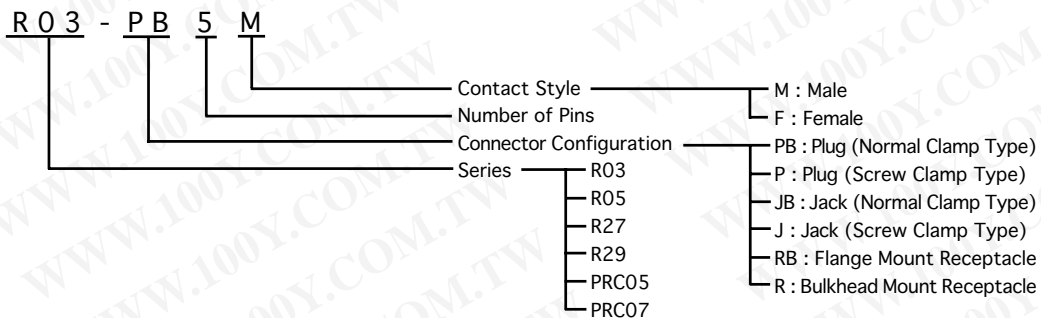 R03-PB5M
Contact Style
M : Male
F : Female
Number of Pins
Connector Configuration
PB : Plug (Normal Clamp Type)
P : Plug (Screw Clamp Type)
JB : Jack (Normal Clamp Type)
J : Jack (Screw Clamp Type)
RB : Flange Mount Receptacle
R : Bulkhead Mount Receptacle
Series
R03
R05
R27
R29
PRC05
PRC07
WWW.100Y.COM.TW